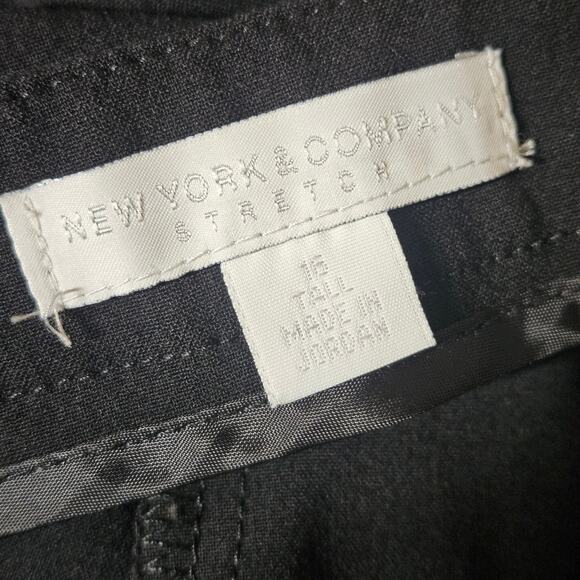 NEW YORK & COMPANY
STRETCH
16
TALL
MADE IN
JORDAN